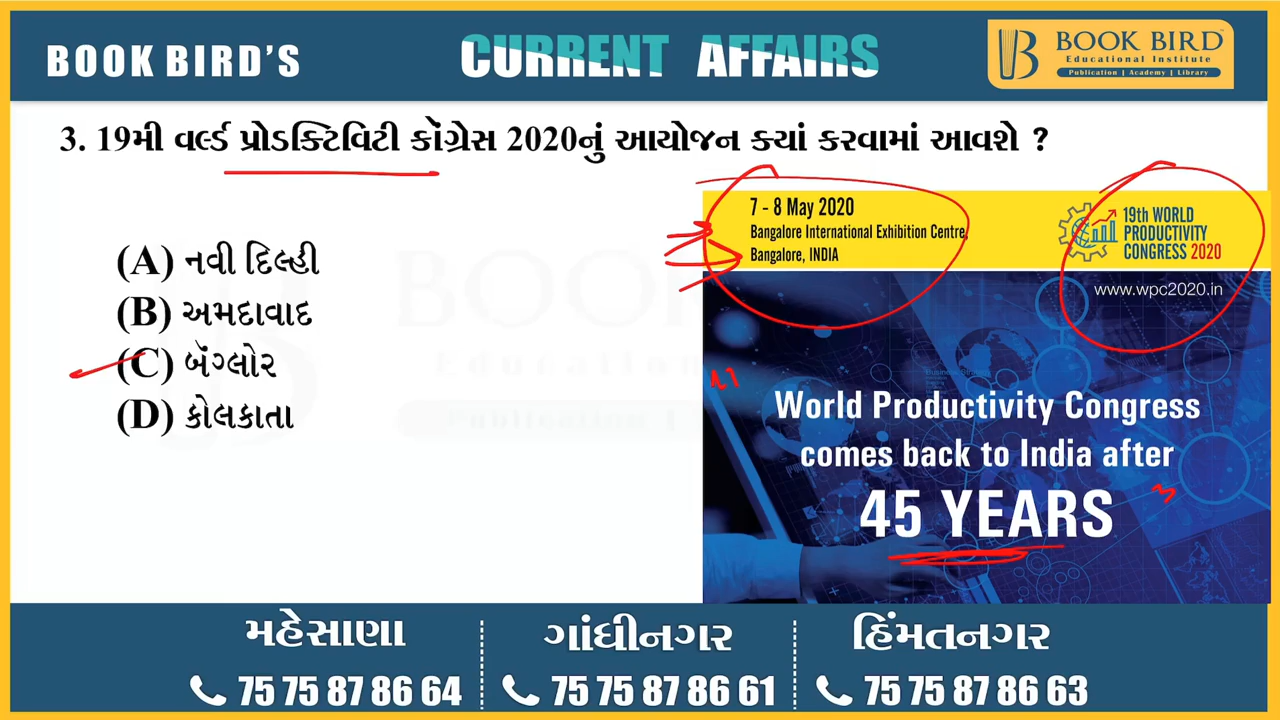 BOOK BIRD'S
CURRENT AFFAIRS
BOOK BIRD
Educational Institute
Publication | Academy | Library
3. 19મી વર્લ્ડ પ્રોડક્ટિવિટી કૉંગ્રેસ 2020નું આયોજન ક્યાં કરવામાં આવશે ?
(A) નવી દિલ્હી
(B) અમદાવાદ
(C) બૅંગ્લોર
(D) કોલકાતા
7 - 8 May 2020
Bangalore International Exhibition Centre,
Bangalore, INDIA
19th WORLD
PRODUCTIVITY
CONGRESS 2020
www.wpc2020.in
World Productivity Congress
comes back to India after
45 YEARS
મહેસાણા
75 75 87 86 64
ગાંધીનગર
75 75 87 86 61
હિંમતનગર
75 75 87 86 63